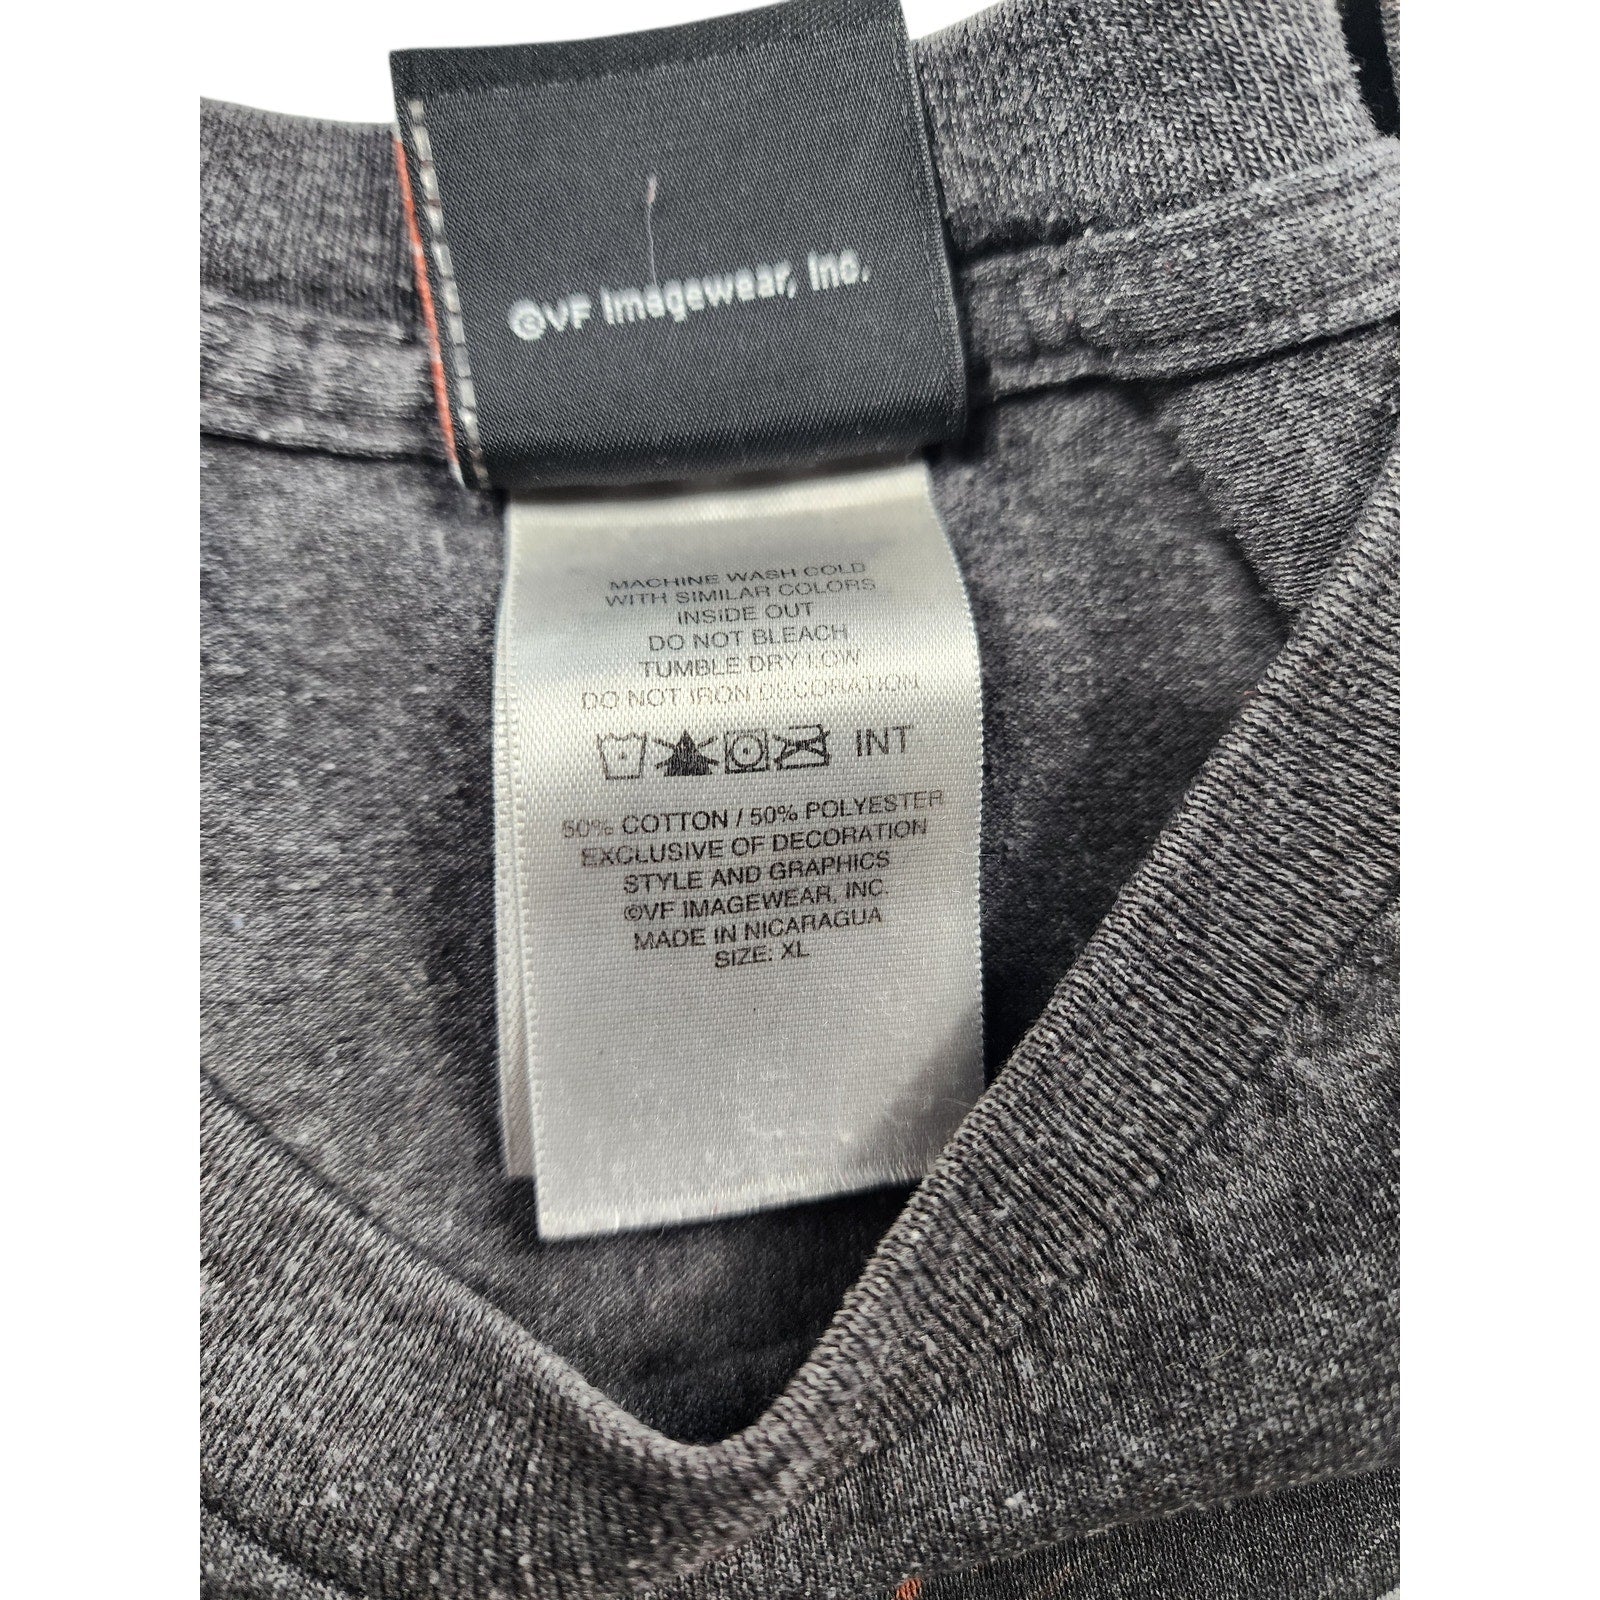 ©VF Imagewear, Inc.
MACHINE WASH COLD
WITH SIMILAR COLORS
INSIDE OUT
DO NOT BLEACH
TUMBLE DRY LOW
DO NOT IRON DECORATION
INT
50% COTTON / 50% POLYESTER
EXCLUSIVE OF DECORATION
STYLE AND GRAPHICS
©VF IMAGEWEAR, INC.
MADE IN NICARAGUA
SIZE: XL